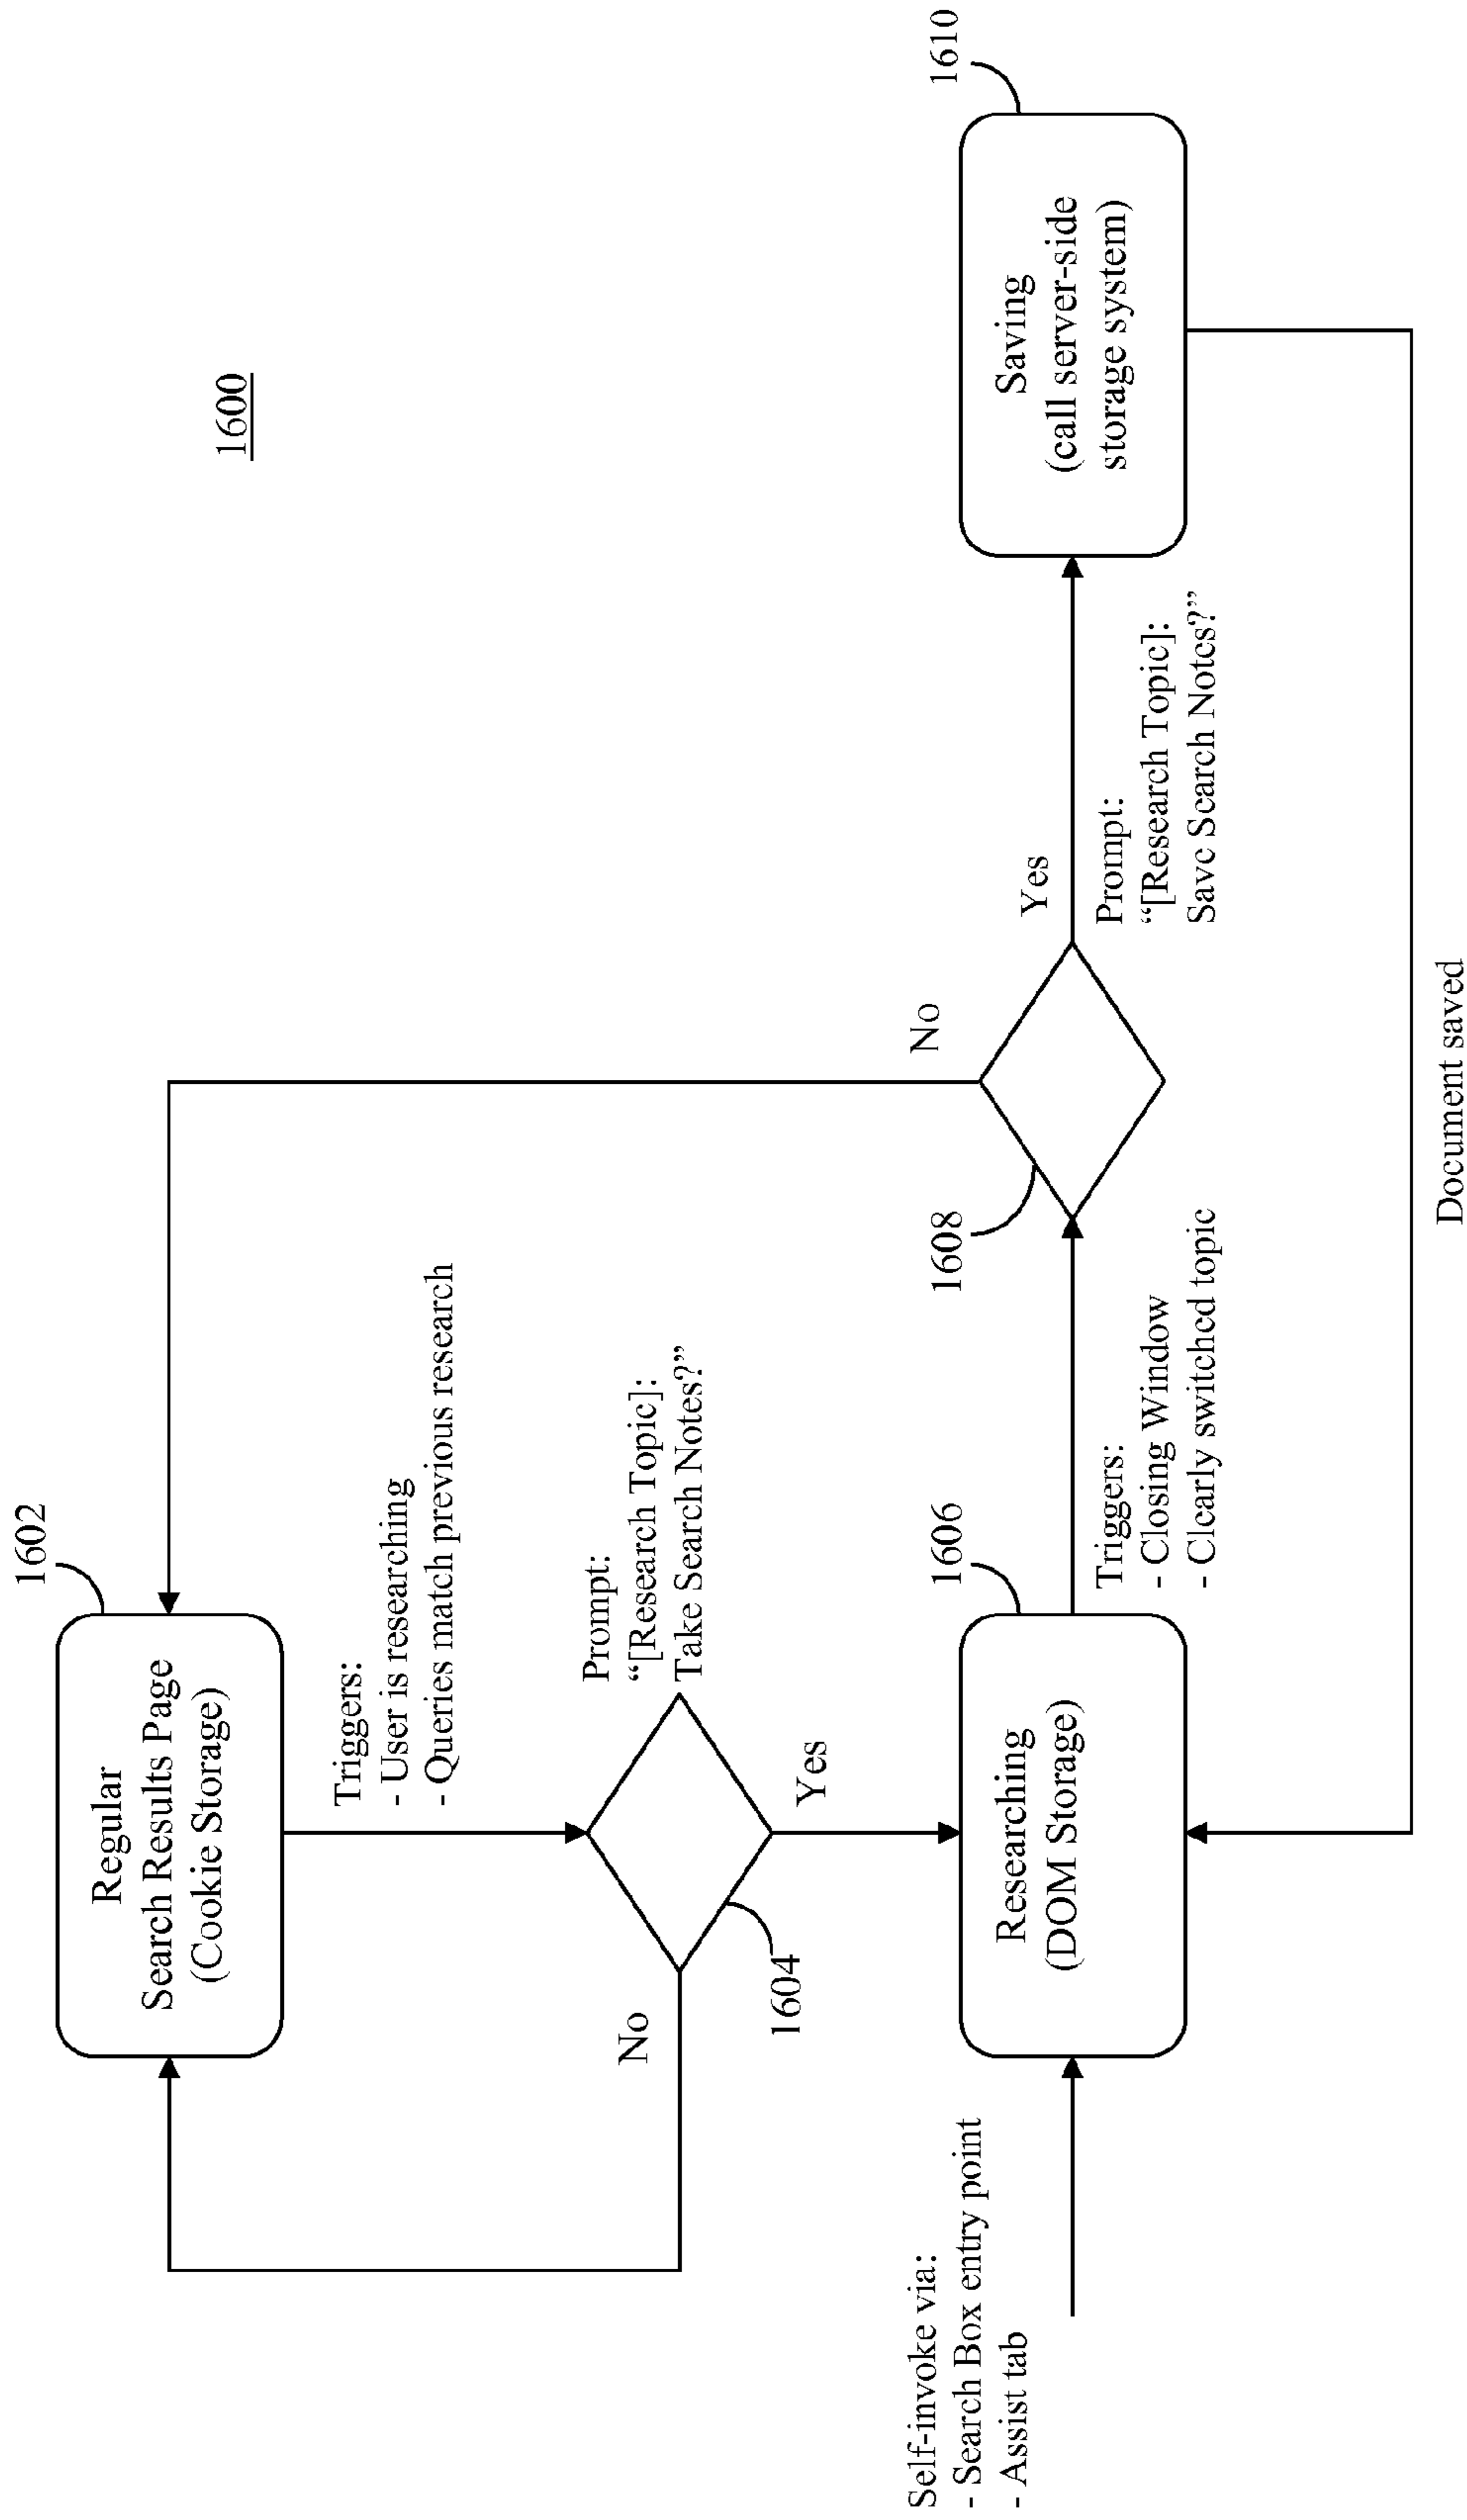 1600
1602
Regular
Search Results Page
(Cookie Storage)
Triggers:
- User is researching
- Queries match previous research
Prompt:
“[Research Topic]:
Take Search Notes?”
No
Yes
1604
Self-invoke via:
- Search Box entry point
- Assist tab
1606
Researching
(DOM Storage)
Triggers:
- Closing Window
- Clearly switched topic
1608
No
Yes
Prompt:
“[Research Topic]:
Save Search Notes?”
1610
Saving
(call server-side
storage system)
Document saved